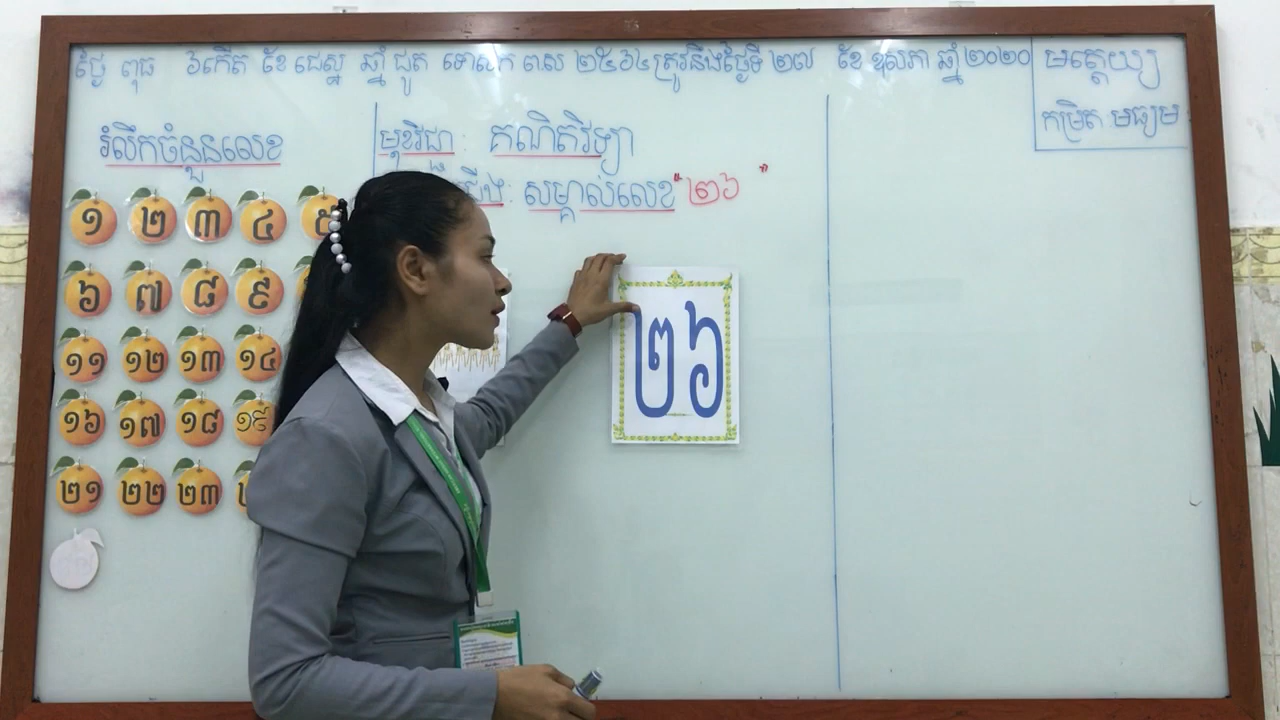 ថ្ងៃ ពុធ ៦កើត ខែ ជេស្ឋ ឆ្នាំ ជូត ទោស័ក ពស ២៥៦៤ ត្រូវនឹងថ្ងៃទី ២៧ ខែ ឧសភា ឆ្នាំ ២០២០
មត្តេយ្យ
កម្រិត មធ្យម
រំលឹកចំនួនលេខ
មុខវិជ្ជា គណិតវិទ្យា
សម្គាល់លេខ "២៦"
១ ២ ៣ ៤ ៥
៦ ៧ ៨ ៩
១១ ១២ ១៣ ១៤
១៦ ១៧ ១៨ ១៩
២១ ២២ ២៣
២៦